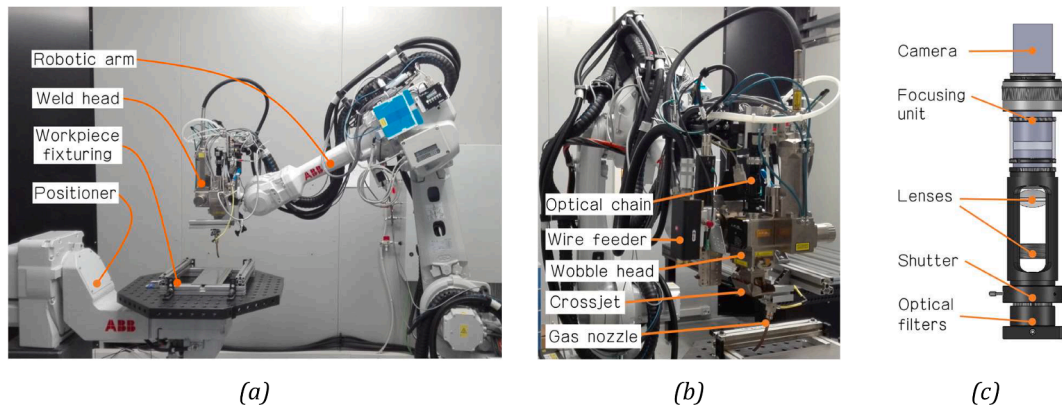 Robotic arm
Weld head
Workpiece
fixturing
Positioner
ABB
ABB
Optical chain
Wire feeder
Wobble head
Crossjet
Gas nozzle
Camera
Focusing
unit
Lenses
Shutter
Optical
filters
(a)
(b)
(c)